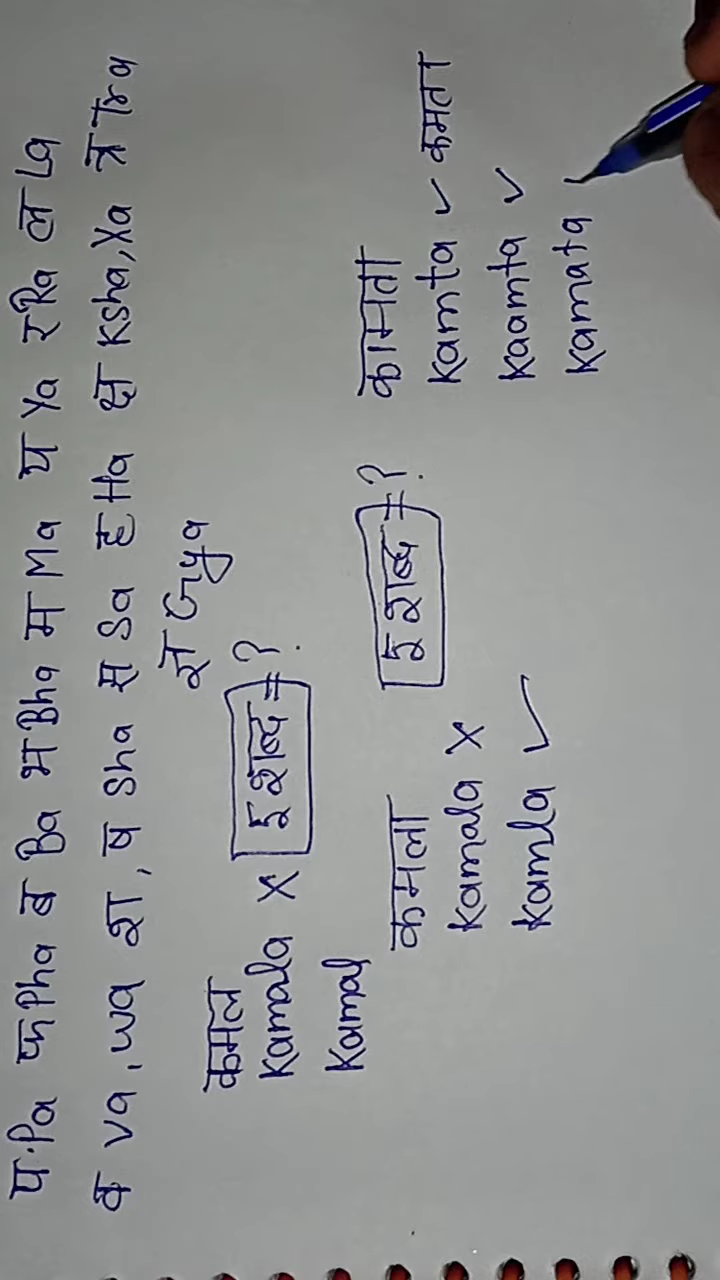 प.Pa फ Pha ब Ba भ Bha म Ma य Ya र Ra ल La
व Va, Wa श, ष Sha स Sa ह Ha क्ष Ksha, Xa त्र Tra
ज्ञ Gya
कमल
Kamala X 5 शब्द = ?
Kamal
कमला
Kamala X
Kamla ✓
5 शब्द = ?
कामता
Kamta ✓ कमता
Kaamta ✓
Kamata